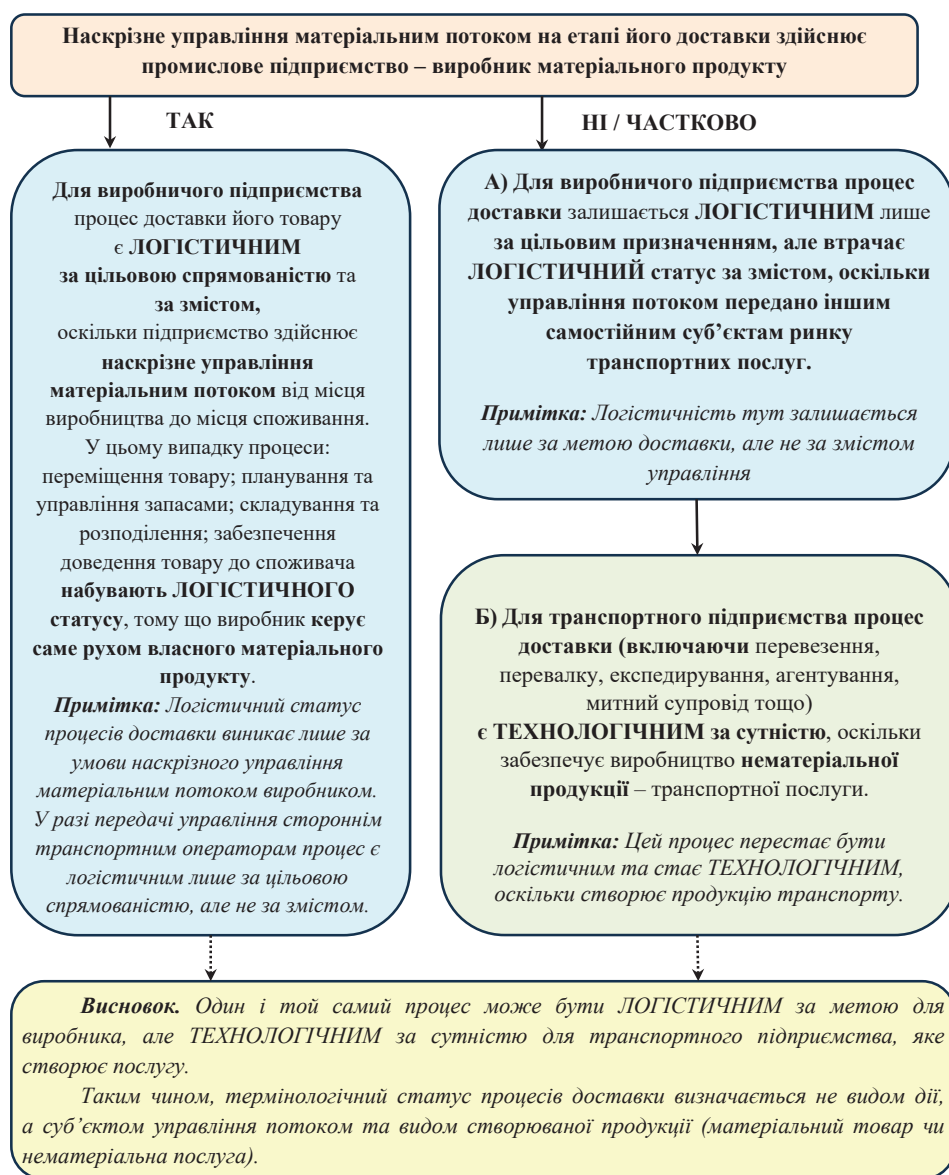 Наскрізне управління матеріальним потоком на етапі його доставки здійснює
промислове підприємство – виробник матеріального продукту
ТАК
НІ / ЧАСТКОВО
Для виробничого підприємства
процес доставки його товару
є ЛОГІСТИЧНИМ
за цільовою спрямованістю та
за змістом,
оскільки підприємство здійснює
наскрізне управління
матеріальним потоком від місця
виробництва до місця споживання.
У цьому випадку процеси:
переміщення товару; планування та
управління запасами; складування та
розподілення; забезпечення
доведення товару до споживача
набувають ЛОГІСТИЧНОГО
статусу, тому що виробник керує
саме рухом власного матеріального
продукту.
Примітка: Логістичний статус
процесів доставки виникає лише за
умови наскрізного управління
матеріальним потоком виробником.
У разі передачі управління стороннім
транспортним операторам процес є
логістичним лише за цільовою
спрямованістю, але не за змістом.
А) Для виробничого підприємства процес
доставки залишається ЛОГІСТИЧНИМ лише
за цільовим призначенням, але втрачає
ЛОГІСТИЧНИЙ статус за змістом, оскільки
управління потоком передано іншим
самостійним суб’єктам ринку
транспортних послуг.
Примітка: Логістичність тут залишається
лише за метою доставки, але не за змістом
управління
Б) Для транспортного підприємства процес
доставки (включаючи перевезення,
перевалку, експедирування, агентування,
митний супровід тощо)
є ТЕХНОЛОГІЧНИМ за сутністю, оскільки
забезпечує виробництво нематеріальної
продукції – транспортної послуги.
Примітка: Цей процес перестає бути
логістичним та стає ТЕХНОЛОГІЧНИМ,
оскільки створює продукцію транспорту.
Висновок. Один і той самий процес може бути ЛОГІСТИЧНИМ за метою для
виробника, але ТЕХНОЛОГІЧНИМ за сутністю для транспортного підприємства, яке
створює послугу.
Таким чином, термінологічний статус процесів доставки визначається не видом дії,
а суб’єктом управління потоком та видом створюваної продукції (матеріальний товар чи
нематеріальна послуга).